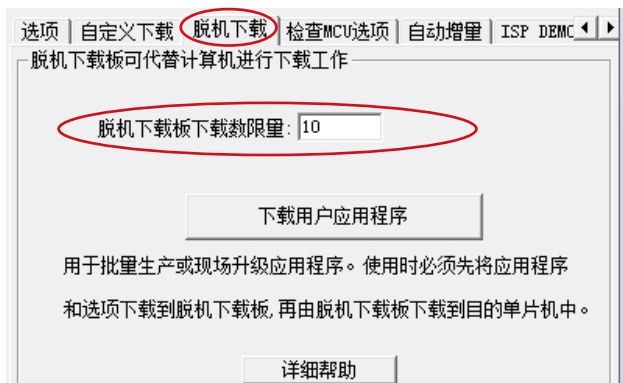 选项 自定义下载 脱机下载 检查MCU选项 自动增量 ISP DEMC
脱机下载板可代替计算机进行下载工作
脱机下载板下载数限量: 10
下载用户应用程序
用于批量生产或现场升级应用程序。使用时必须先将应用程序
和选项下载到脱机下载板,再由脱机下载板下载到目的单片机中。
详细帮助